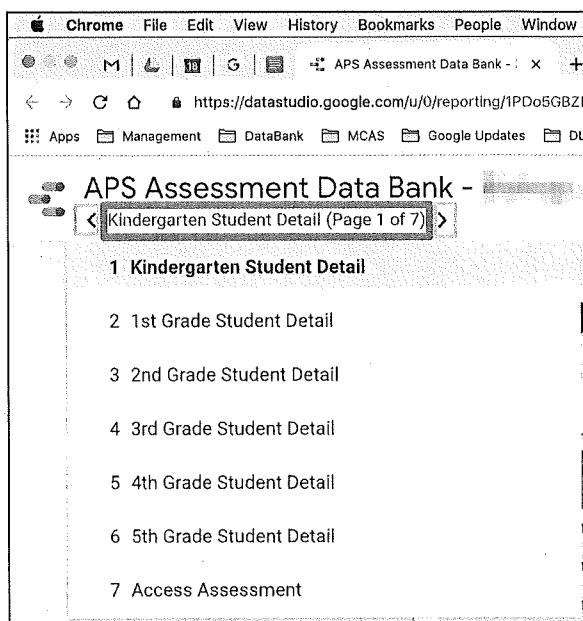 Chrome File Edit View History Bookmarks People Window
M G APS Assessment Data Bank - : × +
https://datastudio.google.com/u/0/reporting/1PDo5GBZ
Apps Management DataBank MCAS Google Updates DL
APS Assessment Data Bank -
Kindergarten Student Detail (Page 1 of 7)
1 Kindergarten Student Detail
2 1st Grade Student Detail
3 2nd Grade Student Detail
4 3rd Grade Student Detail
5 4th Grade Student Detail
6 5th Grade Student Detail
7 Access Assessment